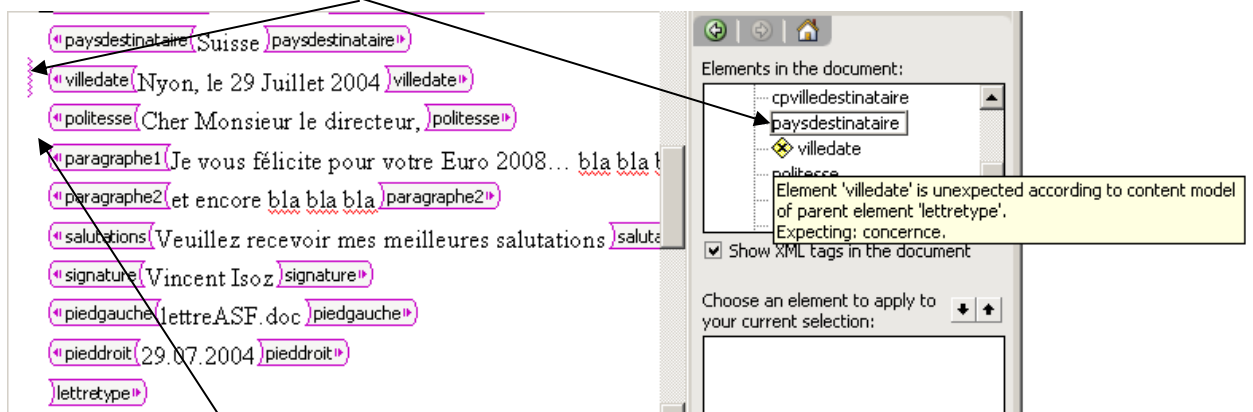 paysdestinataire Suisse paysdestinataire
villedate Nyon, le 29 Juillet 2004 villedate
politesse Cher Monsieur le directeur, politesse
paragraphe1 Je vous félicite pour votre Euro 2008... bla bla
paragraphe2 et encore bla bla bla paragraphe2
salutations Veuillez recevoir mes meilleures salutations saluta
signature Vincent Isoz signature
piedgauche lettreASF.doc piedgauche
pieddroit 29.07.2004 pieddroit
lettretype
Elements in the document:
cpvilledestinataire
paysdestinataire
villedate
politesse
Element 'villedate' is unexpected according to content model
of parent element 'lettretype'.
Expecting: concernce.
Show XML tags in the document
Choose an element to apply to
your current selection: